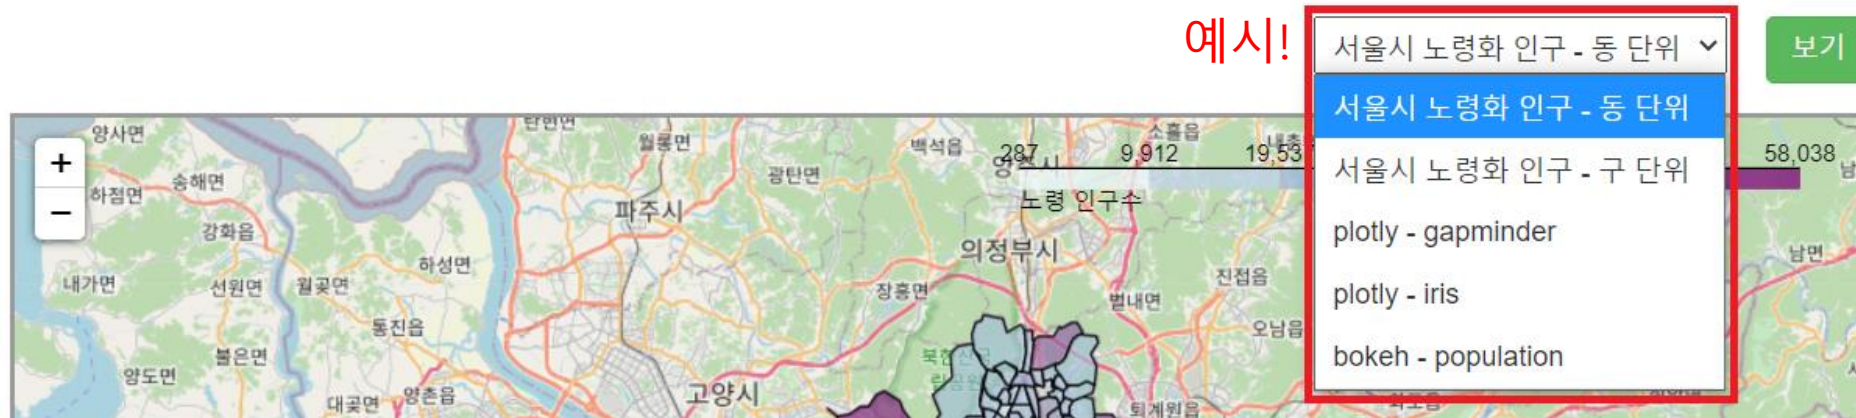 예시!
서울시 노령화 인구 - 동 단위
보기
서울시 노령화 인구 - 동 단위
서울시 노령화 인구 - 구 단위
plotly - gapminder
plotly - iris
bokeh - population
+
−
양사면
탄현면
월롱면
백석읍
소흘읍
287
9,912
58,038
하점면
송해면
광탄면
노령 인구수
파주시
강화읍
의정부시
남면
내가면
선원면
월곶면
하성면
장흥면
벌내면
진접읍
통진읍
오남읍
불은면
양도면
대곶면
양촌읍
고양시
퇴계원읍